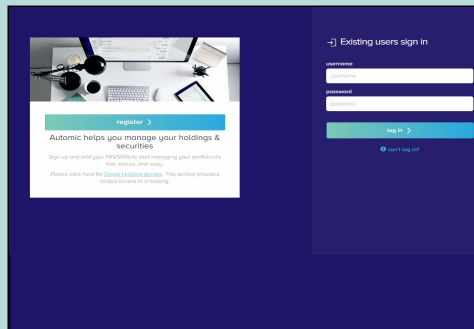 register >
Automic helps you manage your holdings &
securities
Sign up and add your HIN/SRNs to start managing your portfolio.It's
fast, secure, and easy.
Please click here for Single Holding Access. This service provides
limited access to a holding.
Existing users sign in
username
username
password
password
log in >
can't log in?